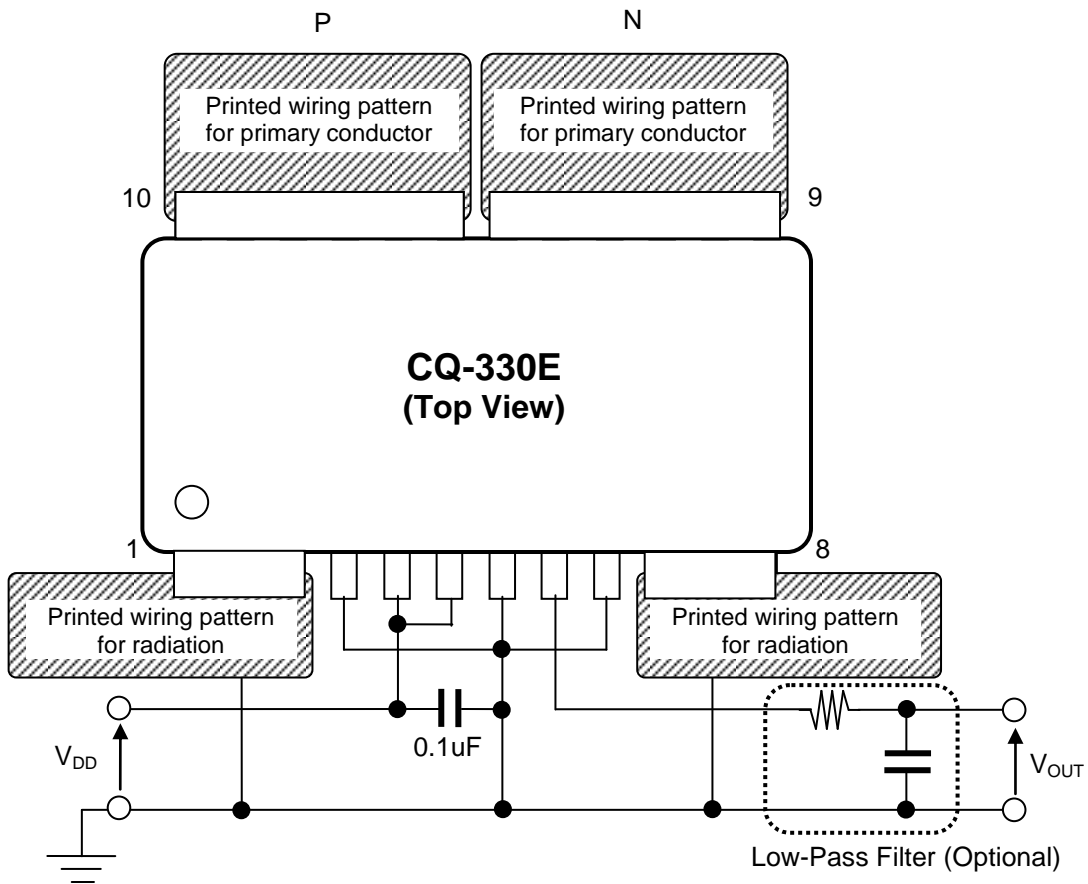 P
N
Printed wiring pattern
for primary conductor
Printed wiring pattern
for primary conductor
10
9
CQ-330E
(Top View)
1
8
Printed wiring pattern
for radiation
Printed wiring pattern
for radiation
0.1uF
VDD
VOUT
Low-Pass Filter (Optional)